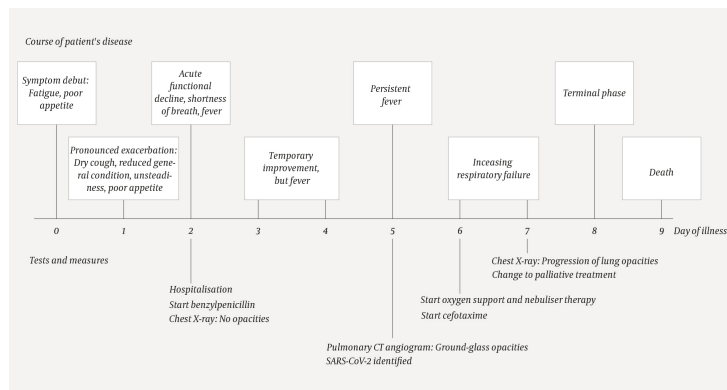 Course of patient's disease
Symptom debut:
Fatigue, poor
appetite
Acute
functional
decline, shortness
of breath, fever
Persistent
fever
Terminal phase
Pronounced exacerbation:
Dry cough, reduced gene-
ral condition, unsteadi-
ness, poor appetite
Temporary
improvement,
but fever
Inceasing
respiratory failure
Death
0 1 2 3 4 5 6 7 8 9 Day of illness
Tests and measures
Hospitalisation
Start benzylpenicillin
Chest X-ray: No opacities
Pulmonary CT angiogram: Ground-glass opacities
SARS-CoV-2 identified
Start oxygen support and nebuliser therapy
Start cefotaxime
Chest X-ray: Progression of lung opacities
Change to palliative treatment